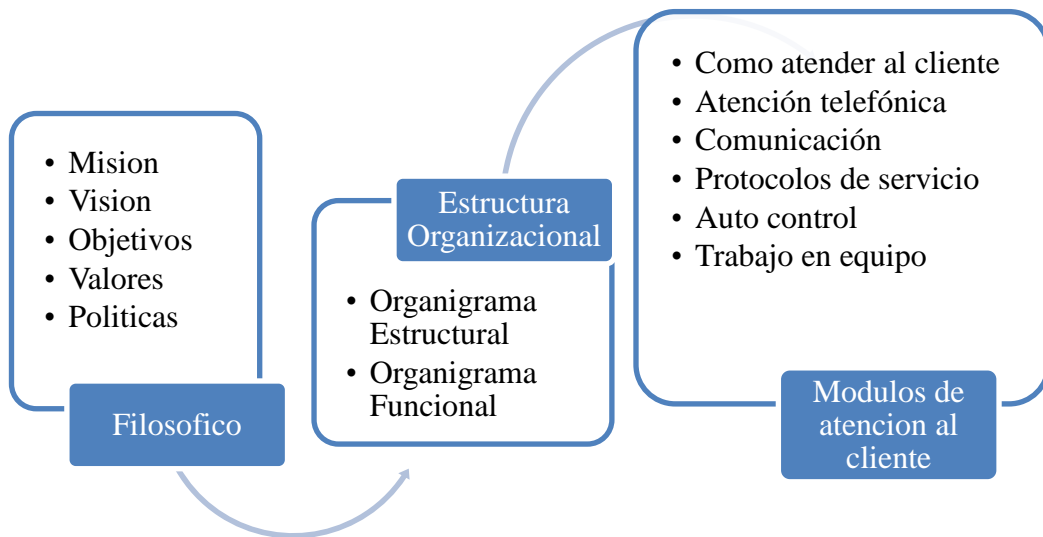 • Mision
• Vision
• Objetivos
• Valores
• Politicas
Filosofico
Estructura
Organizacional
• Organigrama
Estructural
• Organigrama
Funcional
• Como atender al cliente
• Atención telefónica
• Comunicación
• Protocolos de servicio
• Auto control
• Trabajo en equipo
Modulos de
atencion al
cliente